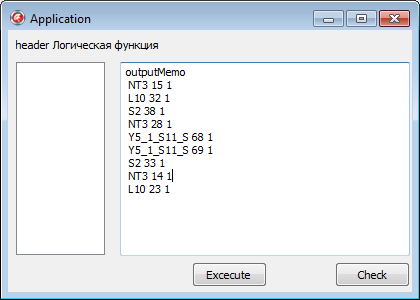 Application
header Логическая функция
outputMemo
NT3 15 1
L10 32 1
S2 38 1
NT3 28 1
Y5_1_S11_S 68 1
Y5_1_S11_S 69 1
S2 33 1
NT3 14 1
L10 23 1
Excecute
Check